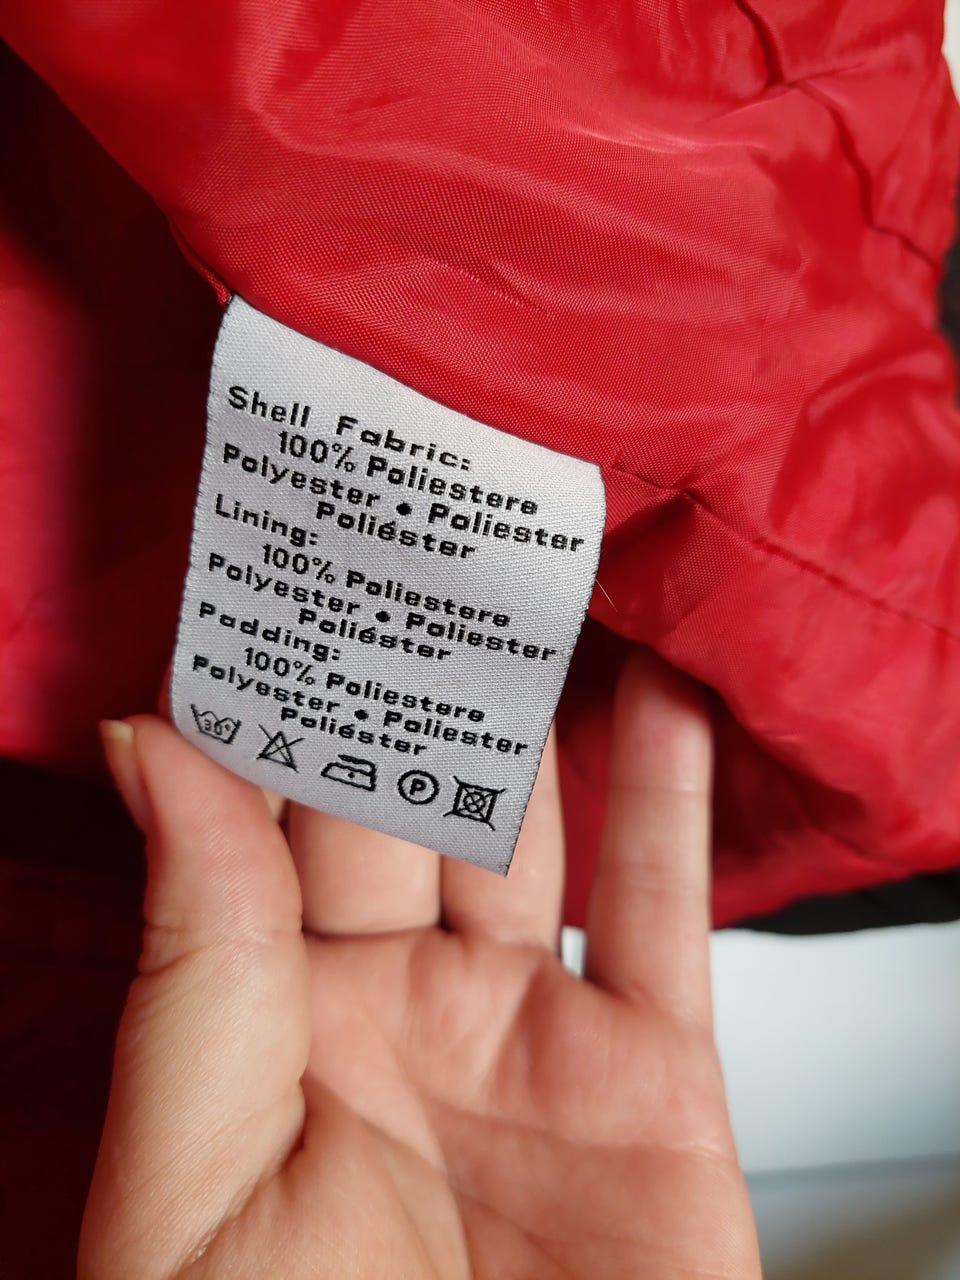 Shell Fabric:
100% Poliestere
Polyester • Poliester
Poliéster
Lining:
100% Poliestere
Polyester • Poliester
Poliéster
Padding:
100% Poliestere
Polyester • Poliester
Poliéster
30° P